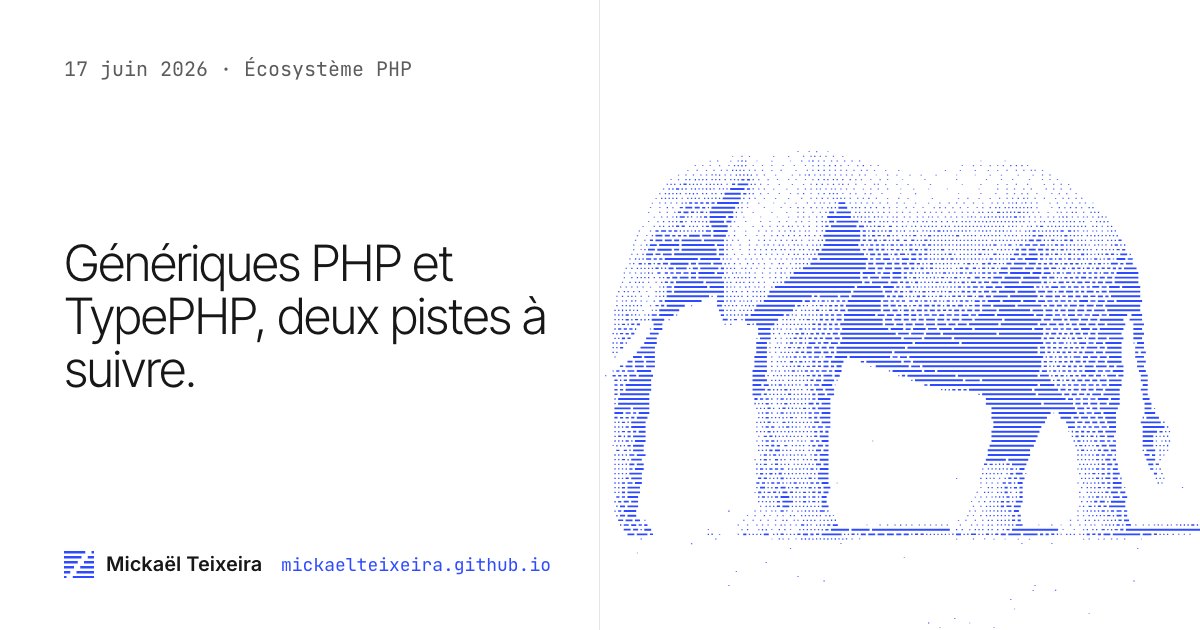 17 juin 2026 · Écosystème PHP
Génériques PHP et
TypePHP, deux pistes à
suivre.
Mickaël Teixeira mickaelteixeira.github.io